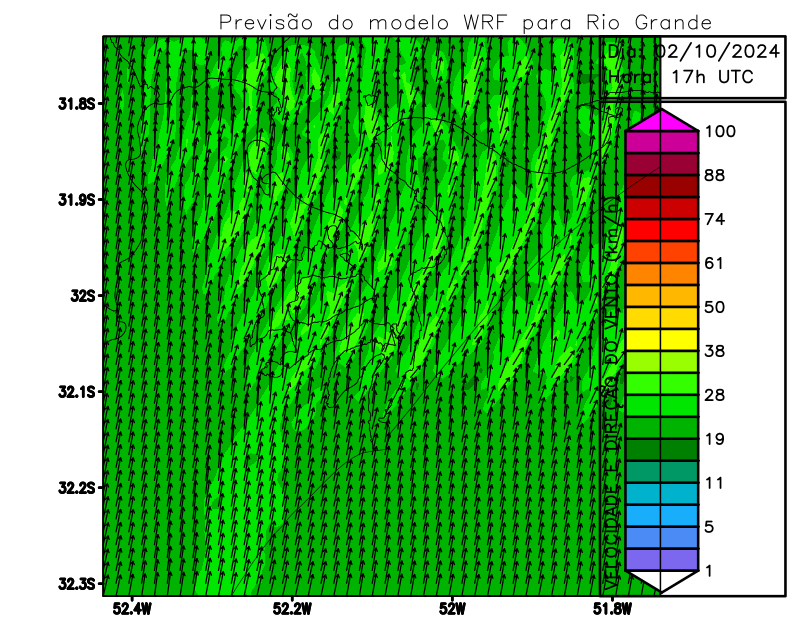 Previsão do modelo WRF para Rio Grande
Dia: 02/10/2024
Hora: 17h UTC
31.8S
31.9S
32S
32.1S
32.2S
32.3S
52.4W
52.2W
52W
51.8W
VELOCIDADE E DIREÇÃO DO VENTO (km/h)
100
88
74
61
50
38
28
19
11
5
1